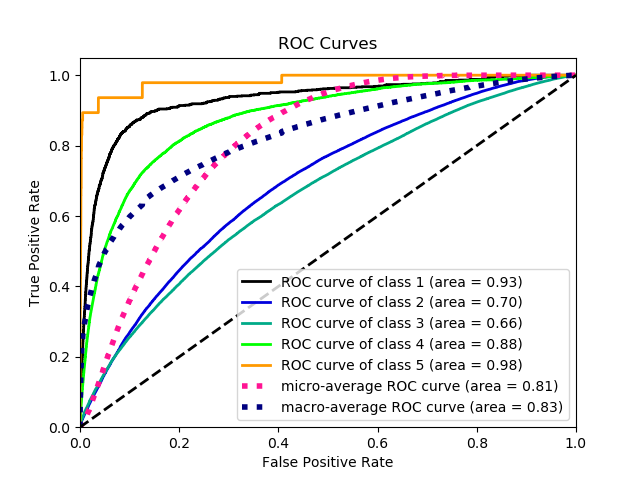 ROC Curves
True Positive Rate
1.0
0.8
0.6
0.4
0.2
0.0
ROC curve of class 1 (area = 0.93)
ROC curve of class 2 (area = 0.70)
ROC curve of class 3 (area = 0.66)
ROC curve of class 4 (area = 0.88)
ROC curve of class 5 (area = 0.98)
micro-average ROC curve (area = 0.81)
macro-average ROC curve (area = 0.83)
0.0 0.2 0.4 0.6 0.8 1.0
False Positive Rate